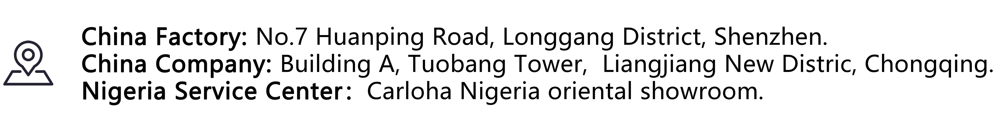 China Factory: No.7 Huanping Road, Longgang District, Shenzhen.
China Company: Building A, Tuobang Tower,  Liangjiang New Distric, Chongqing.
Nigeria Service Center：Carloha Nigeria oriental showroom.